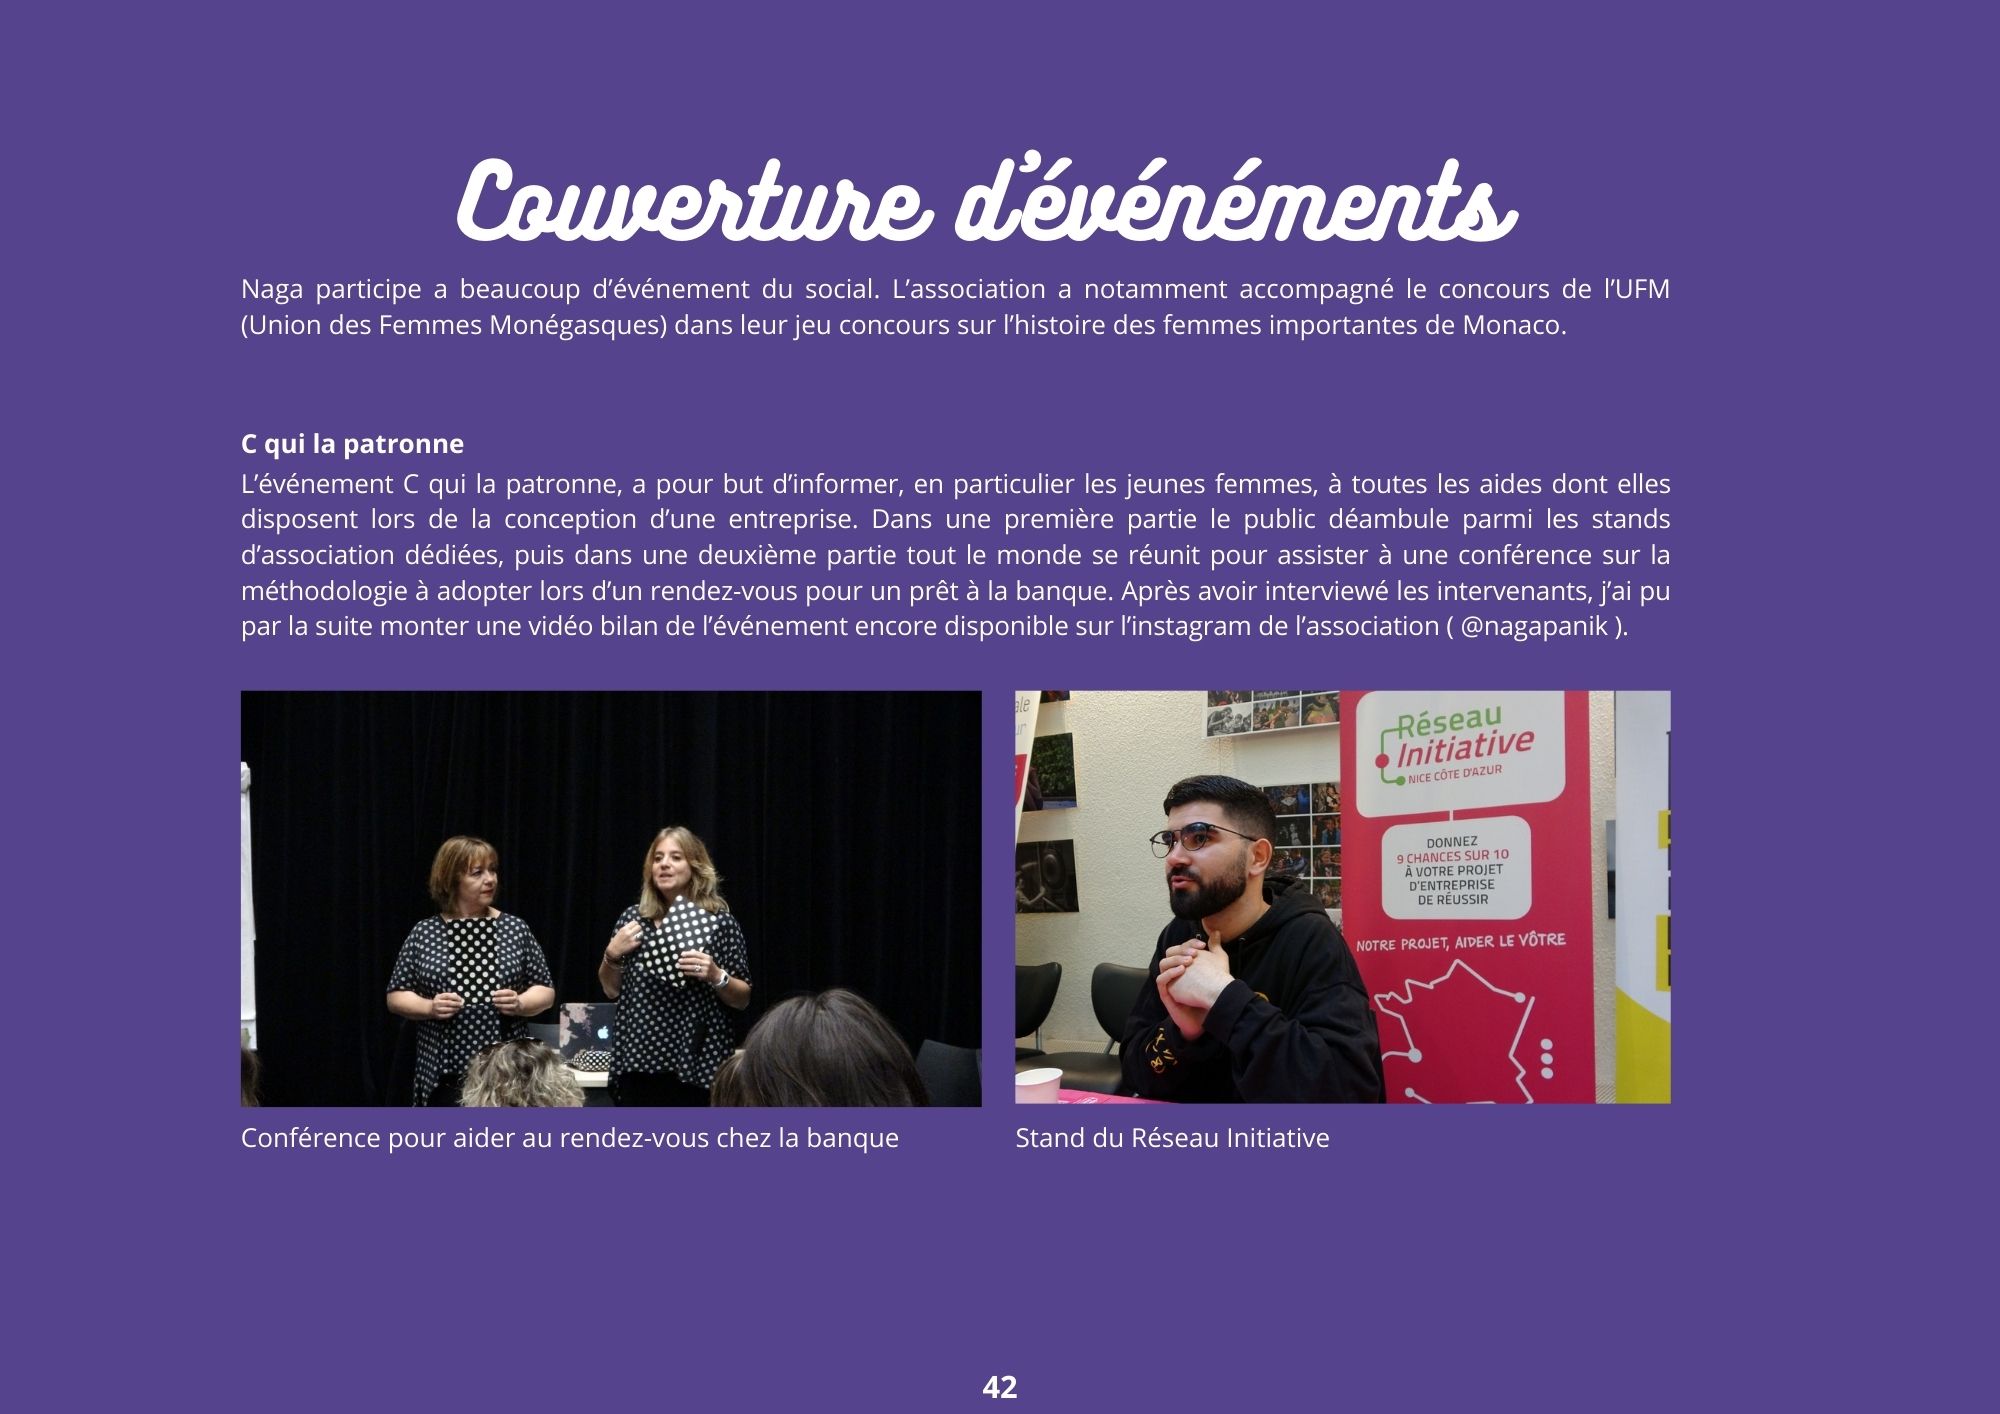 Couverture d’événéments
Naga participe a beaucoup d’événement du social. L’association a notamment accompagné le concours de l’UFM
(Union des Femmes Monégasques) dans leur jeu concours sur l’histoire des femmes importantes de Monaco.
C qui la patronne
L’événement C qui la patronne, a pour but d’informer, en particulier les jeunes femmes, à toutes les aides dont elles
disposent lors de la conception d’une entreprise. Dans une première partie le public déambule parmi les stands
d’association dédiées, puis dans une deuxième partie tout le monde se réunit pour assister à une conférence sur la
méthodologie à adopter lors d’un rendez-vous pour un prêt à la banque. Après avoir interviewé les intervenants, j’ai pu
par la suite monter une vidéo bilan de l’événement encore disponible sur l’instagram de l’association ( @nagapanik ).
Réseau
Initiative
NICE CÔTE D'AZUR
DONNEZ
9 CHANCES SUR 10
À VOTRE PROJET
D'ENTREPRISE
DE RÉUSSIR
NOTRE PROJET, AIDER LE VÔTRE
Conférence pour aider au rendez-vous chez la banque
Stand du Réseau Initiative
42